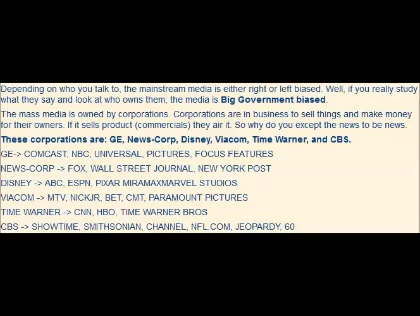 Depending on who you talk to, the mainstream media is either right or left biased. Well, if you really study
what they say and look at who owns them; the media is Big Government biased.
The mass media is owned by corporations. Corporations are in business to sell things and make money
for their owners. If it sells product (commercials) they air it. So why do you except the news to be news.
These corporations are: GE, News-Corp, Disney, Viacom, Time Warner, and CBS.
GE-> COMCAST, NBC, UNIVERSAL, PICTURES, FOCUS FEATURES
NEWS-CORP -> FOX, WALL STREET JOURNAL, NEW YORK POST
DISNEY -> ABC, ESPN, PIXAR MIRAMAXMARVEL STUDIOS
VIACOM -> MTV, NICKJR, BET, CMT, PARAMOUNT PICTURES
TIME WARNER -> CNN, HBO, TIME WARNER BROS
CBS -> SHOWTIME, SMITHSONIAN, CHANNEL, NFL.COM, JEOPARDY, 60